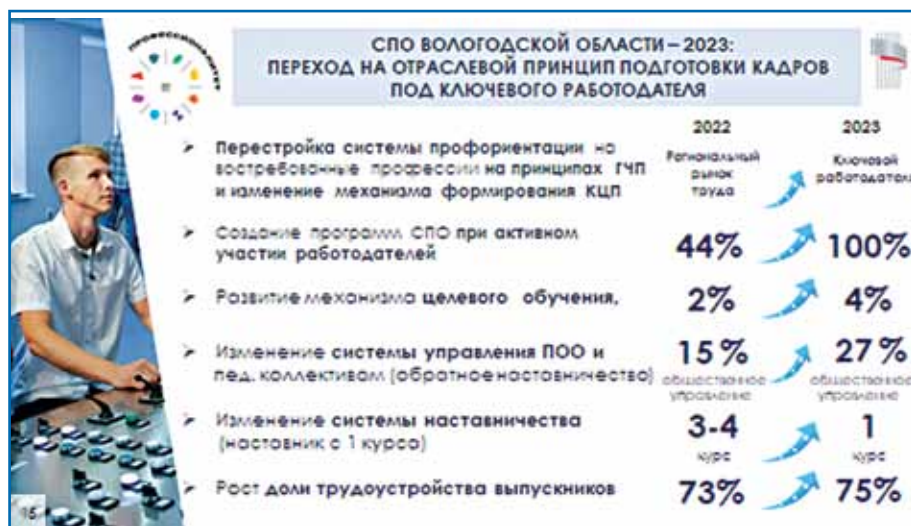 ПРОФЕССИОНАЛИТЕТ
СПО ВОЛОГОДСКОЙ ОБЛАСТИ – 2023:
ПЕРЕХОД НА ОТРАСЛЕВОЙ ПРИНЦИП ПОДГОТОВКИ КАДРОВ
ПОД КЛЮЧЕВОГО РАБОТОДАТЕЛЯ
2022 2023
➤ Перестройка системы профориентации на
востребованные профессии на принципах ГЧП
и изменение механизма формирования КЦП
Региональный
рынок
труда
Ключевой
работодатель
➤ Создание программ СПО при активном
участии работодателей
44% 100%
➤ Развитие механизма целевого обучения,
2% 4%
➤ Изменение системы управления ПОО и
пед. коллективом (обратное наставничество)
15% 27%
общественное управление
общественное управление
➤ Изменение системы наставничества
(наставник с 1 курса)
3-4 1
курс курс
➤ Рост доли трудоустройства выпускников
73% 75%